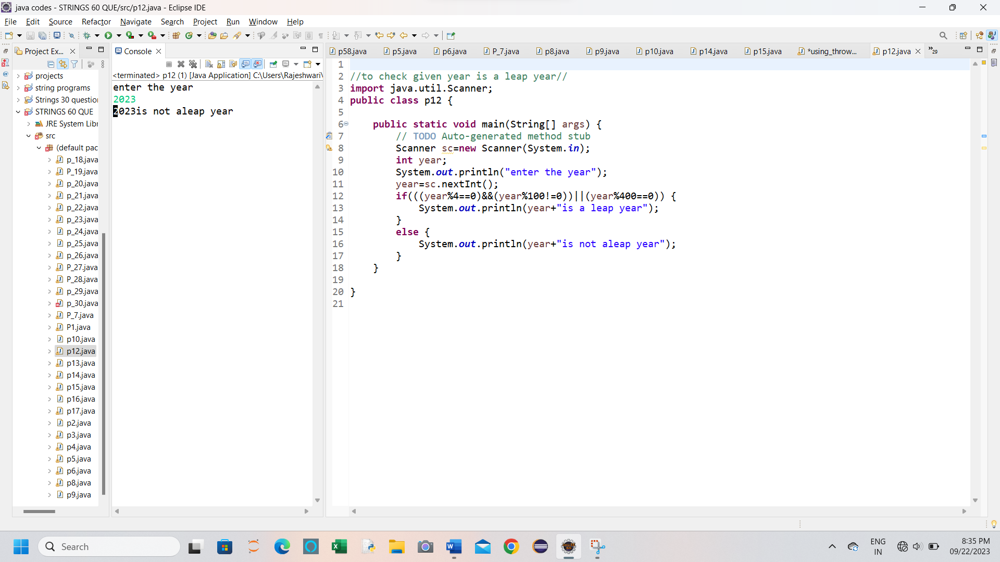 java codes - STRINGS 60 QUE/src/p12.java - Eclipse IDE
File Edit Source Refactor Navigate Search Project Run Window Help
Project Ex...
projects
string programs
Strings 30 question
STRINGS 60 QUE
JRE System Libr
src
(default pac
p_18.java
P_19.java
p_20.java
p_21.java
p_22.java
p_23.java
p_24.java
p_25.java
p_26.java
P_27.java
P_28.java
p_29.java
p_30.java
P_7.java
P1.java
p10.java
p12.java
p13.java
p14.java
p15.java
p16.java
p17.java
p2.java
p3.java
p4.java
p5.java
p6.java
p8.java
p9.java
Console
<terminated> p12 (1) [Java Application] C:\Users\Rajeshwari\
enter the year
2023
2023is not aleap year
p58.java p5.java p6.java P_7.java p8.java p9.java p10.java p14.java p15.java *using_throw... p12.java »29
1
2 //to check given year is a leap year//
3 import java.util.Scanner;
4 public class p12 {
5
6 public static void main(String[] args) {
7 // TODO Auto-generated method stub
8 Scanner sc=new Scanner(System.in);
9 int year;
10 System.out.println("enter the year");
11 year=sc.nextInt();
12 if(((year%4==0)&&(year%100!=0))||(year%400==0)) {
13 System.out.println(year+"is a leap year");
14 }
15 else {
16 System.out.println(year+"is not aleap year");
17 }
18 }
19
20 }
21
Search
ENG
IN
8:35 PM
09/22/2023